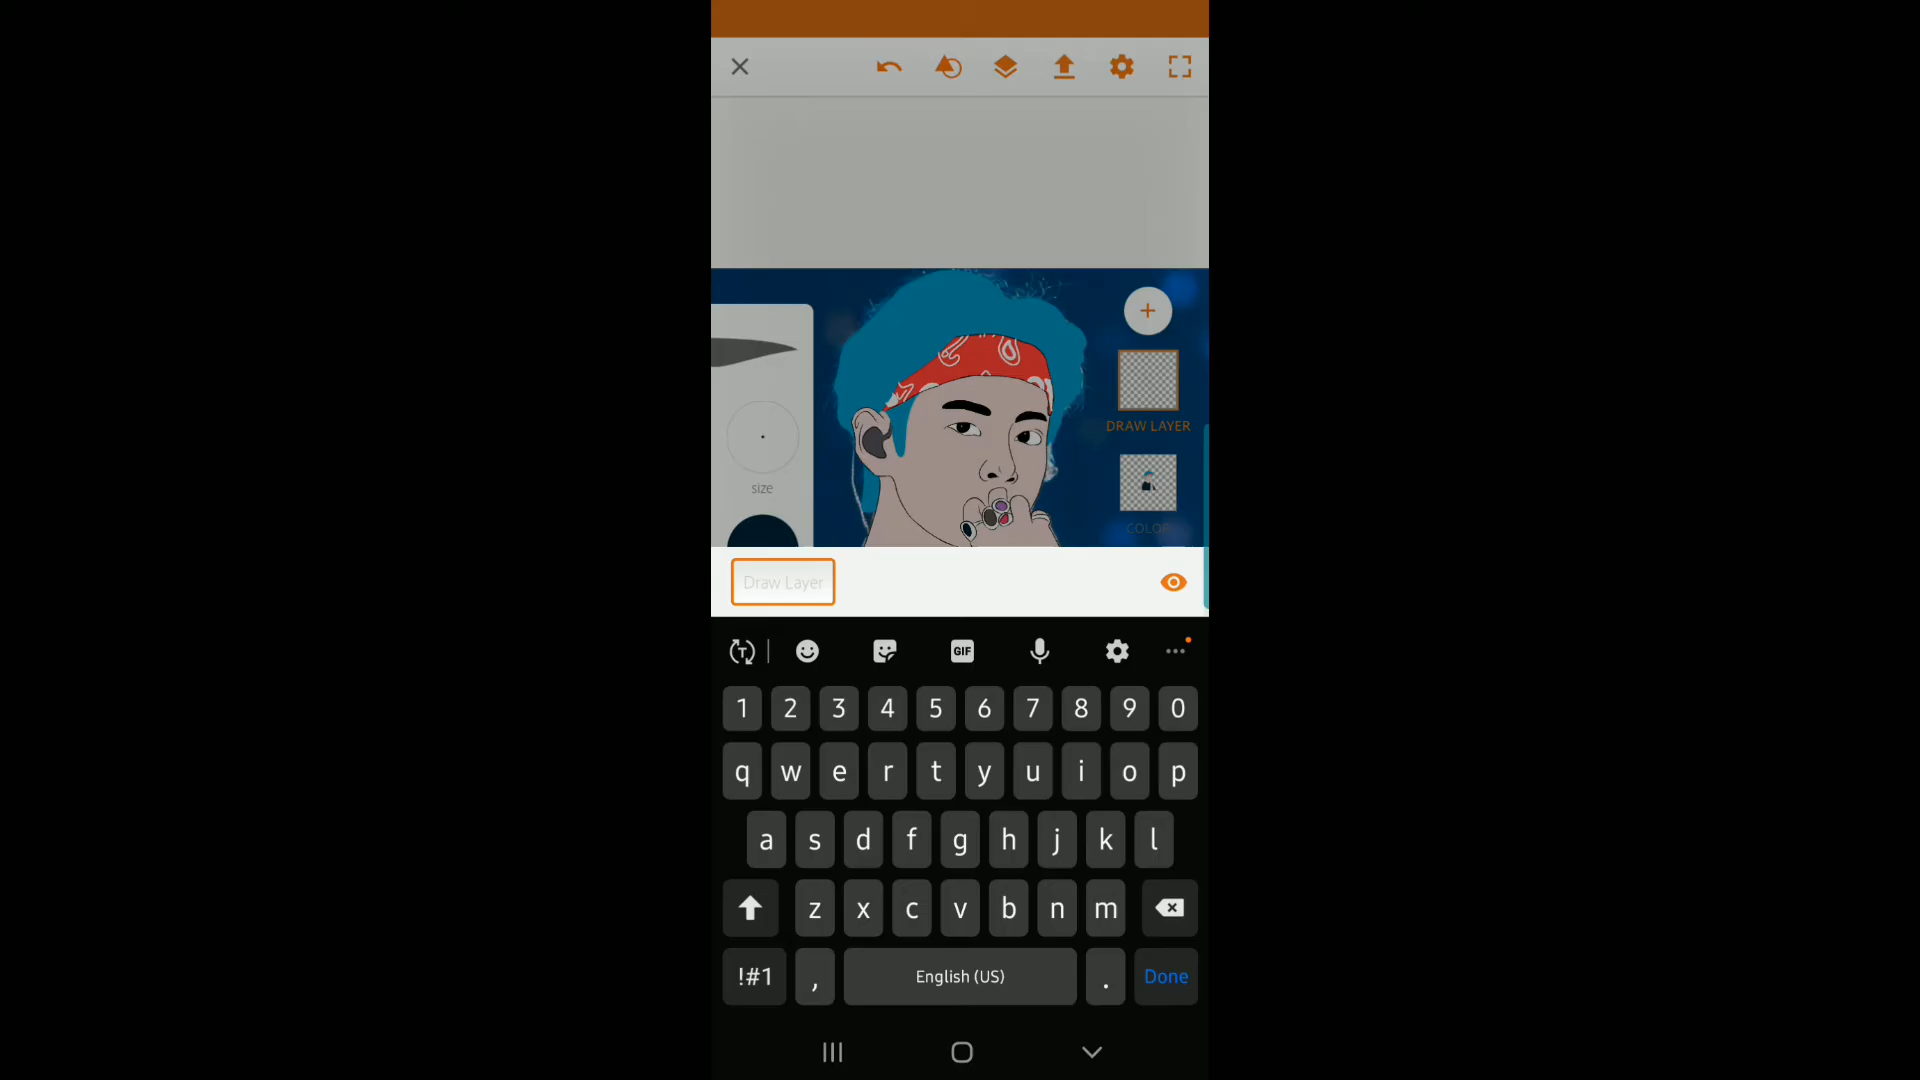 DRAW LAYER
size
COLOR
Draw Layer
GIF
1 2 3 4 5 6 7 8 9 0
q w e r t y u i o p
a s d f g h j k l
z x c v b n m
!#1 , English (US) . Done